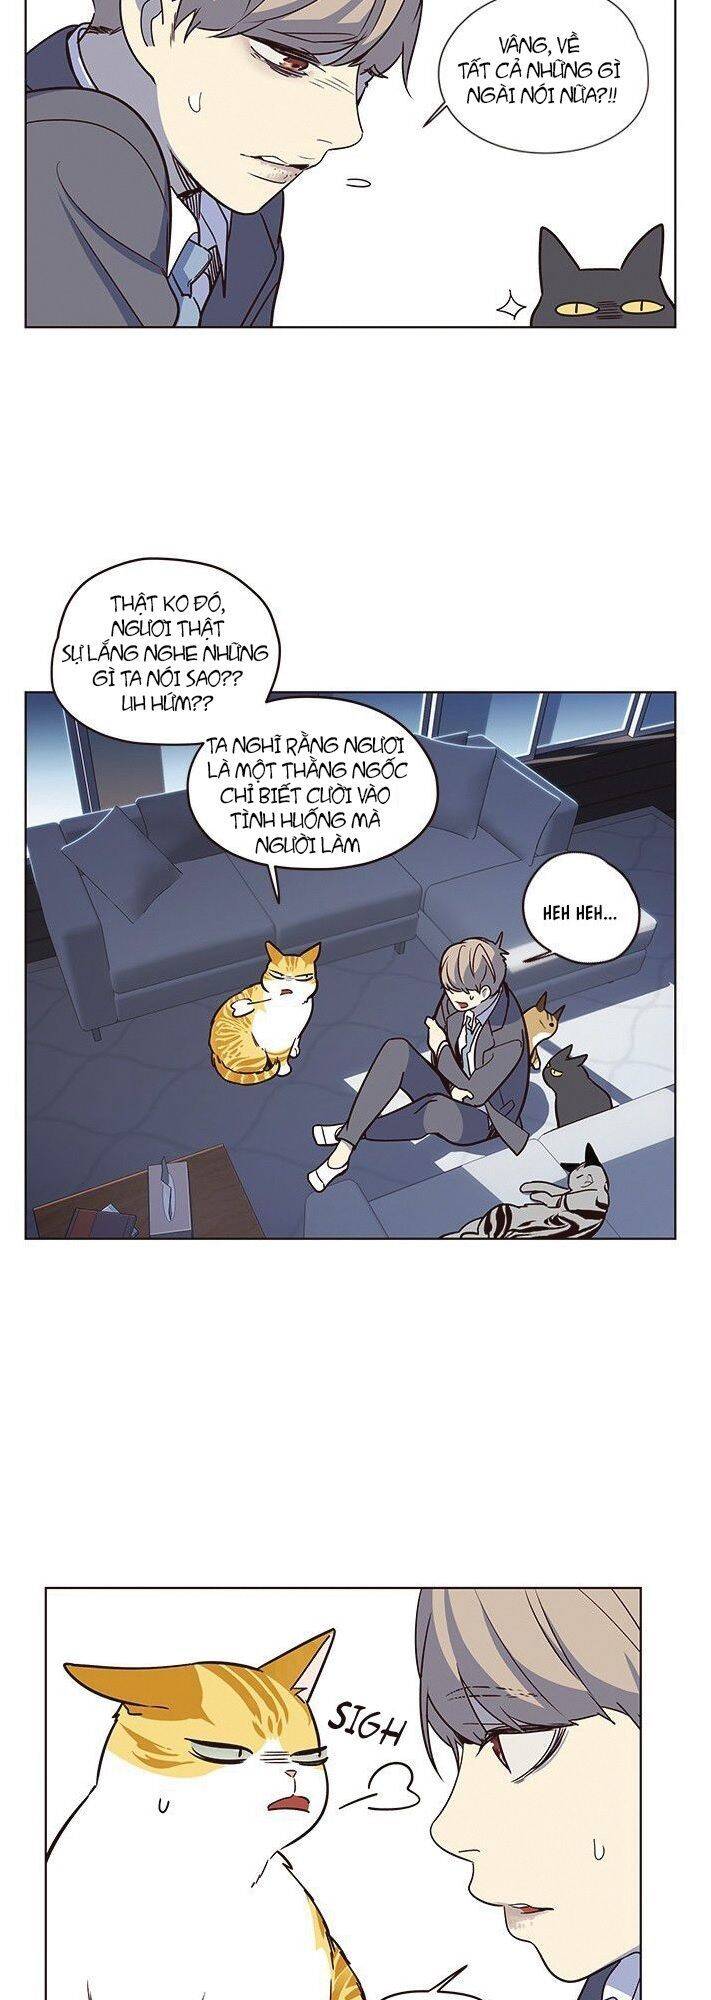 VÂNG, VỀ
TẤT CẢ NHỮNG GÌ
NGÀI NÓI NỮA?!!
THẬT KO ĐÓ,
NGƯƠI THẬT
SỰ LẮNG NGHE NHỮNG
GÌ TA NÓI SAO??
UH HỨM??
TA NGHĨ RẰNG NGƯƠI
LÀ MỘT THẰNG NGỐC
CHỈ BIẾT CƯỜI VÀO
TÌNH HUỐNG MÀ
NGƯỜI LÀM
HEH HEH...
SIGH